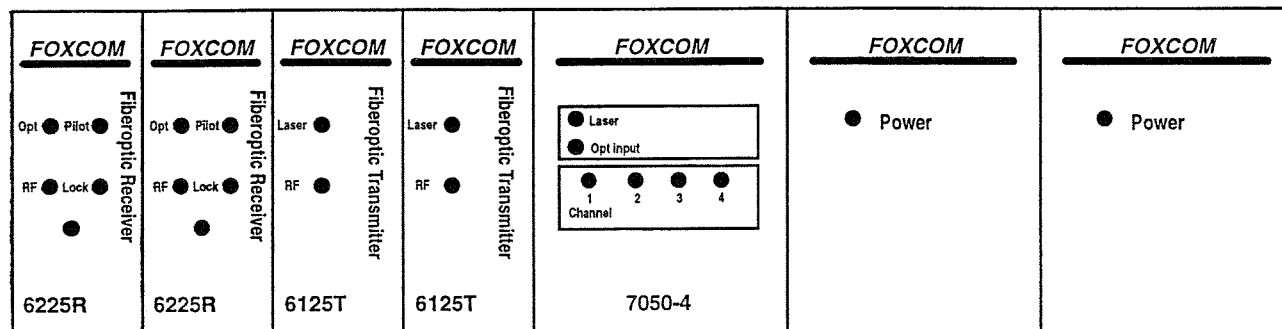 FOXCOM
Opt Pilot
RF Lock
Fiberoptic Receiver
6225R
FOXCOM
Opt Pilot
RF Lock
Fiberoptic Receiver
6225R
FOXCOM
Laser
RF
Fiberoptic Transmitter
6125T
FOXCOM
Laser
RF
Fiberoptic Transmitter
6125T
FOXCOM
Laser
Opt input
1 2 3 4
Channel
7050-4
FOXCOM
Power
FOXCOM
Power